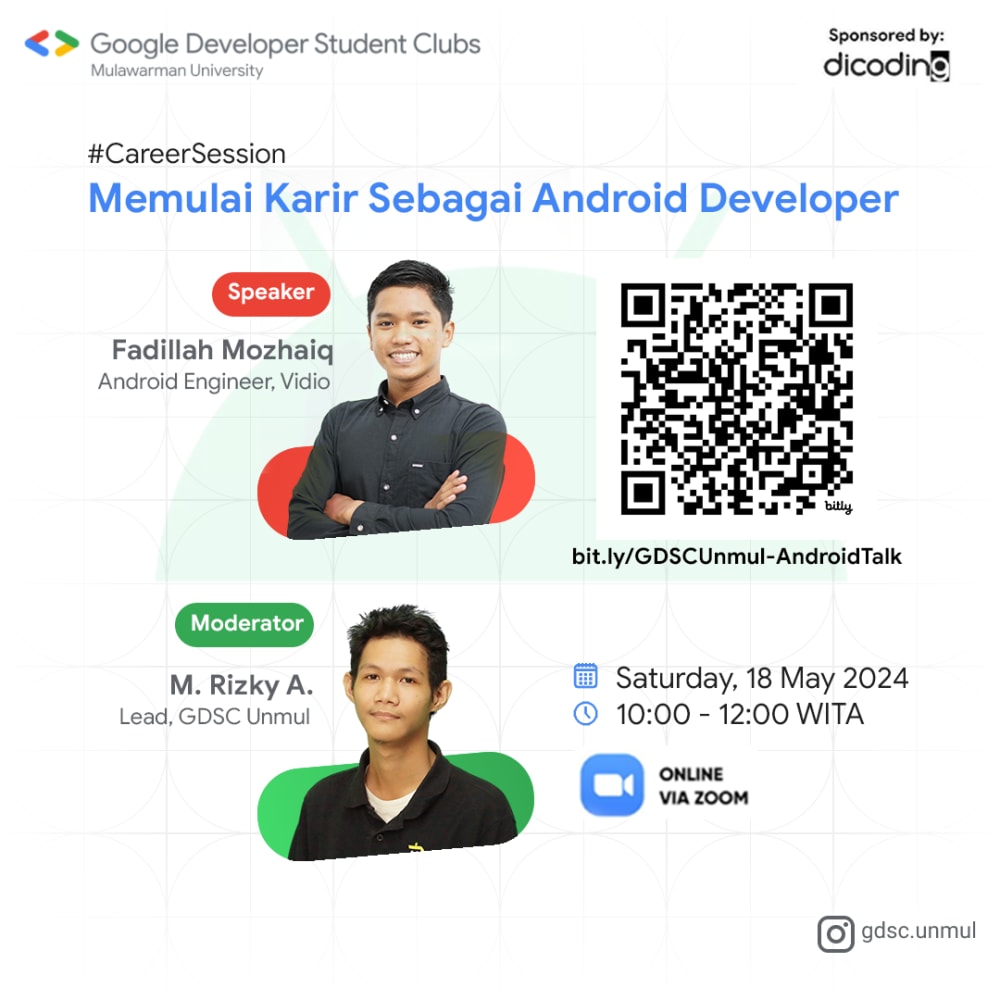 Google Developer Student Clubs
Mulawarman University
Sponsored by:
dicoding
#CareerSession
Memulai Karir Sebagai Android Developer
Speaker
Fadillah Mozhaiq
Android Engineer, Vidio
bitly
bit.ly/GDSCUnmul-AndroidTalk
Moderator
M. Rizky A.
Lead, GDSC Unmul
Saturday, 18 May 2024
10:00 - 12:00 WITA
ONLINE
VIA ZOOM
gdsc.unmul